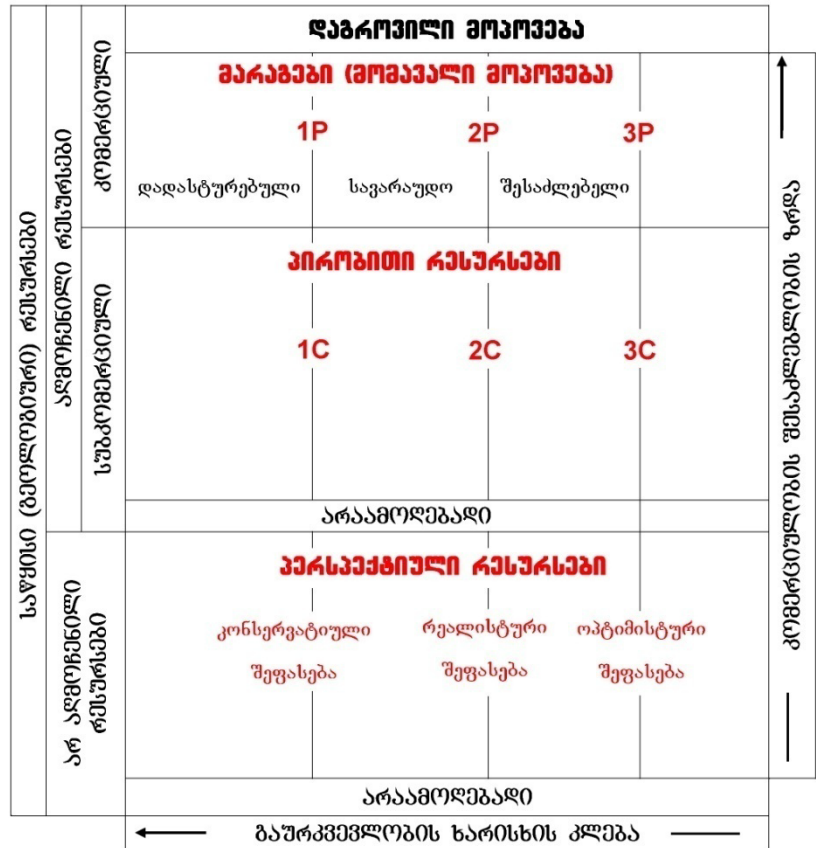 დაგროვილი მოპოვება
მარაგები (მომავალი მოპოვება)
1P 2P 3P
დადასტურებული სავარაუდო შესაძლებელი
პირობითი რესურსები
1C 2C 3C
არაამოღებადი
პერსპექტიული რესურსები
კონსერვატიული რეალისტური ოპტიმისტური
შეფასება შეფასება შეფასება
არაამოღებადი
გაურკვევლობის ხარისხის კლება
საწყისი (გეოლოგიური) რესურსები
აღმოჩენილი რესურსები
კომერციული
სუბკომერციული
არ აღმოჩენილი
რესურსები
კომერციულობის შესაძლებლობის ზრდა